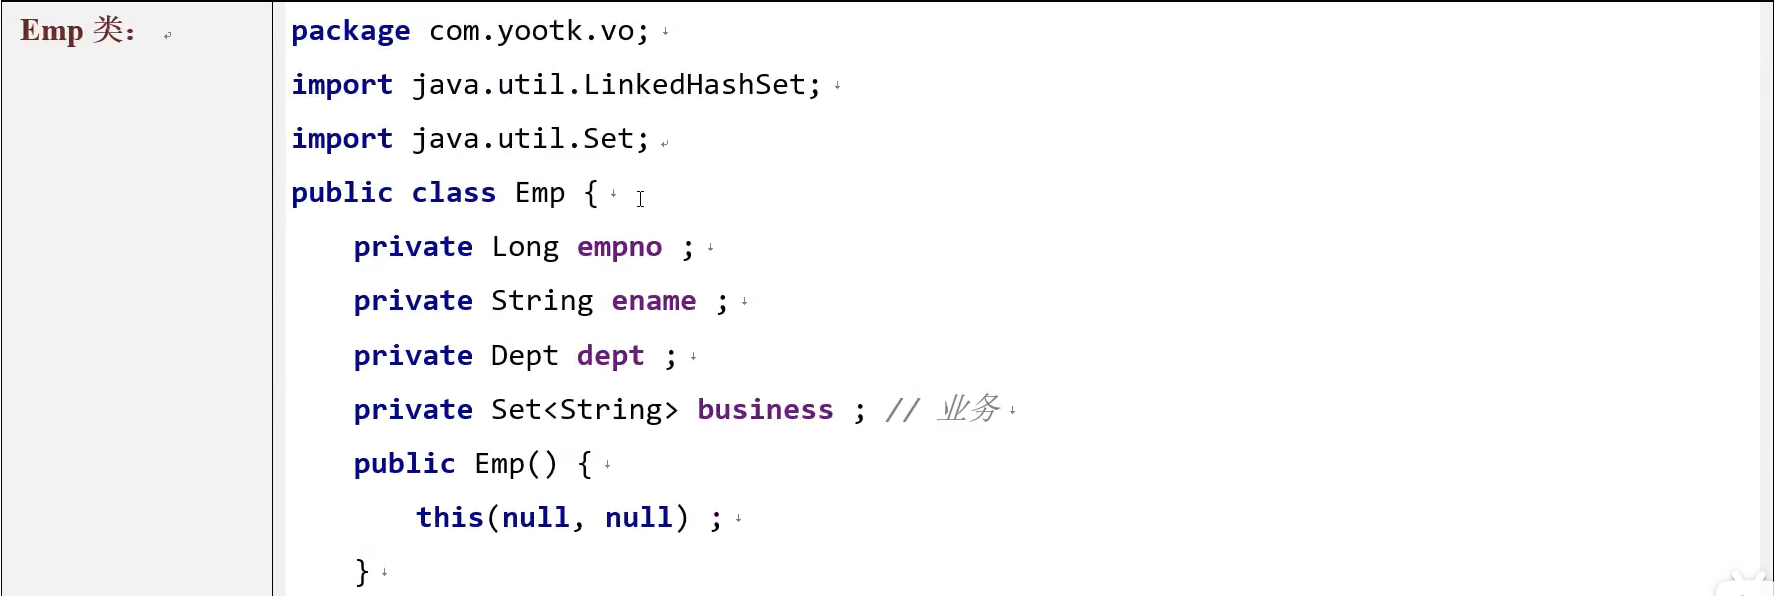 Emp 类：
package com.yootk.vo;
import java.util.LinkedHashSet;
import java.util.Set;
public class Emp {
private Long empno ;
private String ename ;
private Dept dept ;
private Set<String> business ; // 业务
public Emp() {
this(null, null) ;
}